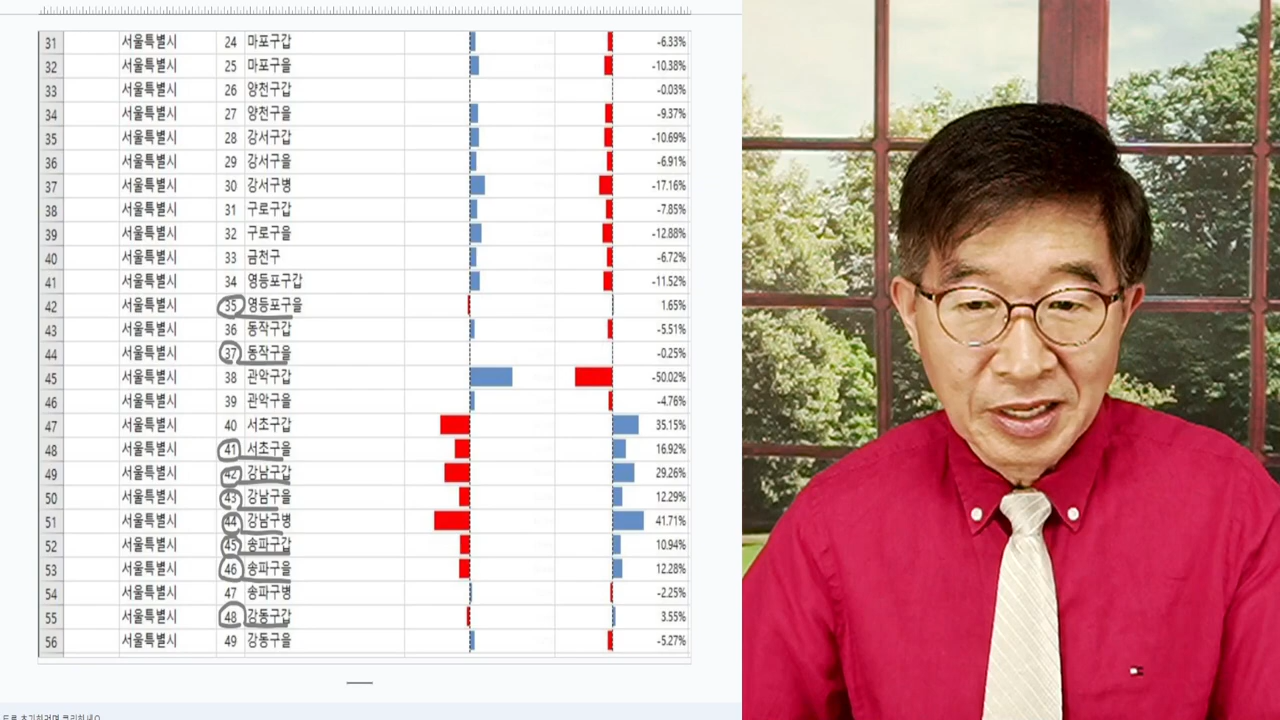 31 서울특별시 24 마포구갑 -6.33%
32 서울특별시 25 마포구을 -10.38%
33 서울특별시 26 양천구갑 -0.03%
34 서울특별시 27 양천구을 -9.37%
35 서울특별시 28 강서구갑 -10.69%
36 서울특별시 29 강서구을 -6.91%
37 서울특별시 30 강서구병 -17.16%
38 서울특별시 31 구로구갑 -7.85%
39 서울특별시 32 구로구을 -12.88%
40 서울특별시 33 금천구 -6.72%
41 서울특별시 34 영등포구갑 -11.52%
42 서울특별시 35 영등포구을 1.65%
43 서울특별시 36 동작구갑 -5.51%
44 서울특별시 37 동작구을 -0.25%
45 서울특별시 38 관악구갑 -50.02%
46 서울특별시 39 관악구을 -4.76%
47 서울특별시 40 서초구갑 35.15%
48 서울특별시 41 서초구을 16.92%
49 서울특별시 42 강남구갑 29.26%
50 서울특별시 43 강남구을 12.29%
51 서울특별시 44 강남구병 41.71%
52 서울특별시 45 송파구갑 10.94%
53 서울특별시 46 송파구을 12.28%
54 서울특별시 47 송파구병 -2.25%
55 서울특별시 48 강동구갑 3.55%
56 서울특별시 49 강동구을 -5.27%